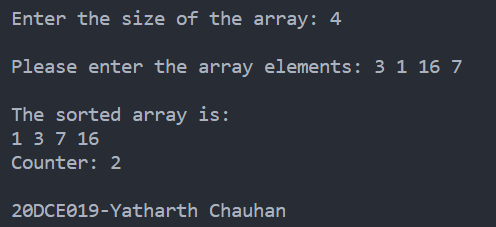 Enter the size of the array: 4
Please enter the array elements: 3 1 16 7
The sorted array is:
1 3 7 16
Counter: 2
20DCE019-Yatharth Chauhan